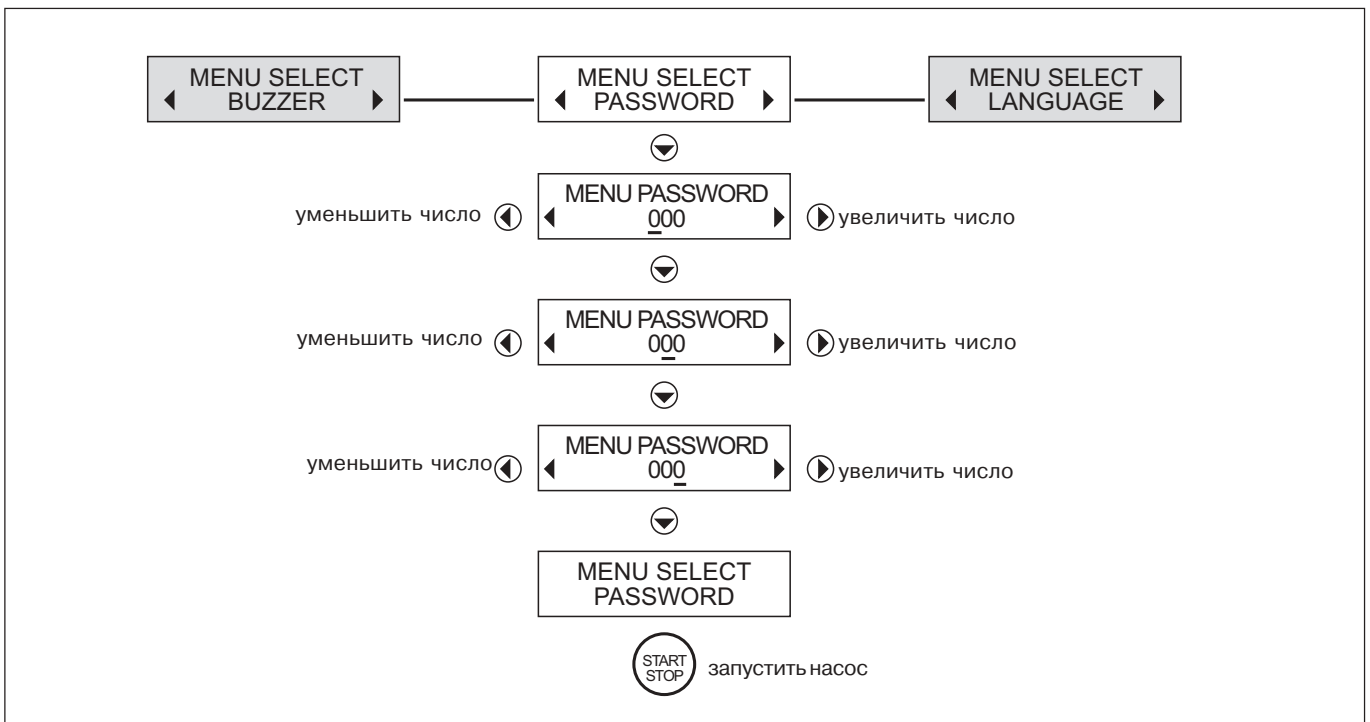 MENU SELECT
BUZZER
MENU SELECT
PASSWORD
MENU SELECT
LANGUAGE
уменьшить число
MENU PASSWORD
000
увеличить число
уменьшить число
MENU PASSWORD
000
увеличить число
уменьшить число
MENU PASSWORD
000
увеличить число
MENU SELECT
PASSWORD
START
STOP
запустить насос